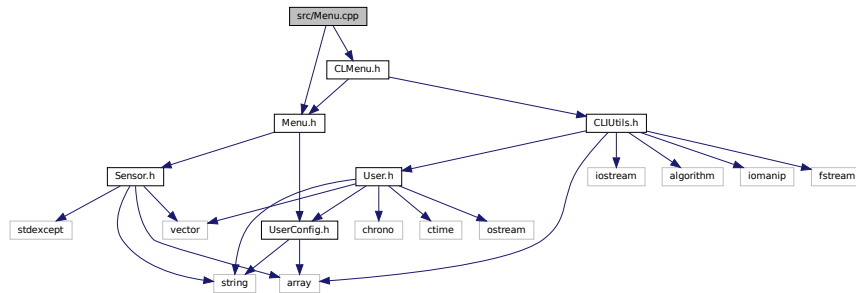 src/Menu.cpp
CLMenu.h
Menu.h
CLIUtils.h
Sensor.h
User.h
iostream
algorithm
iomanip
fstream
stdexcept
vector
UserConfig.h
chrono
ctime
ostream
string
array